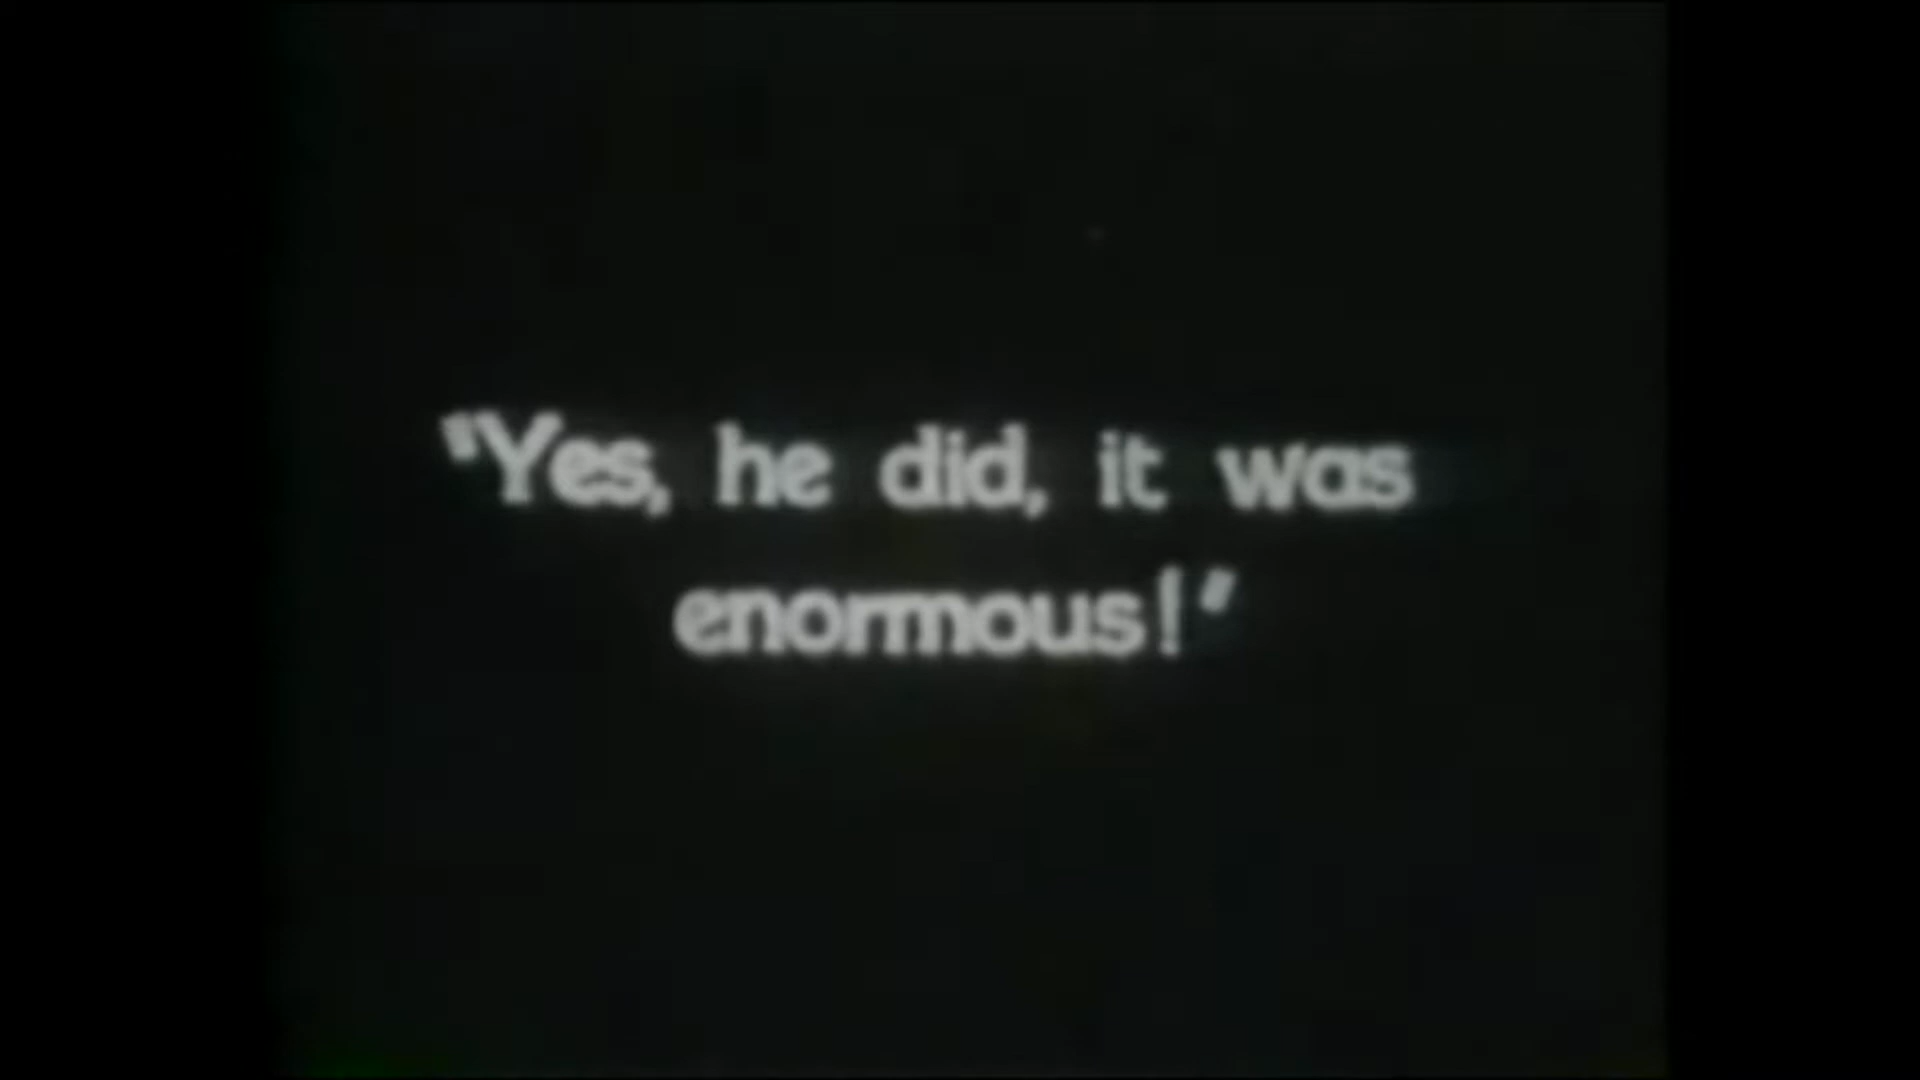 "Yes, he did, it was
enormous!"